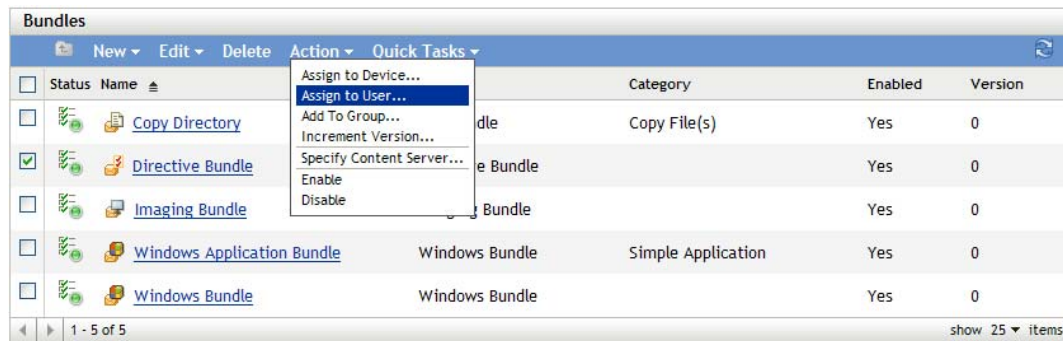 Bundles
New Edit Delete Action Quick Tasks
Status Name Category Enabled Version
Assign to Device...
Assign to User...
Add To Group...
Increment Version...
Specify Content Server...
Enable
Disable
Copy Directory dle Copy File(s) Yes 0
Directive Bundle e Bundle Yes 0
Imaging Bundle g Bundle Yes 0
Windows Application Bundle Windows Bundle Simple Application Yes 0
Windows Bundle Windows Bundle Yes 0
1 - 5 of 5 show 25 items